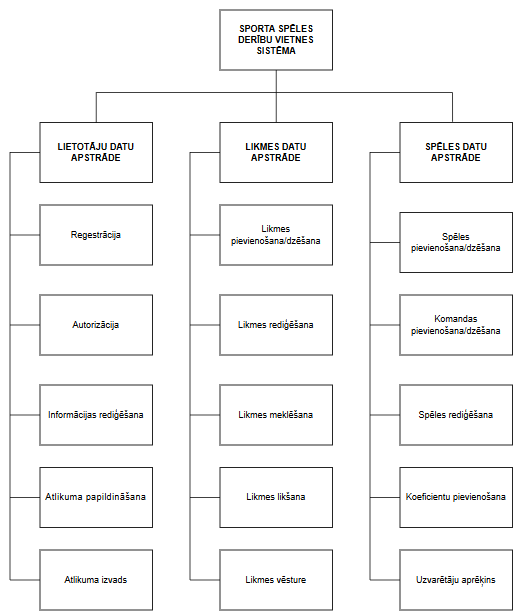 SPORTA SPĒLES
DERĪBU VIETNES
SISTĒMA
LIETOTĀJU DATU
APSTRĀDE
LIKMES DATU
APSTRĀDE
SPĒLES DATU
APSTRĀDE
Regestrācija
Likmes
pievienošana/dzēšana
Spēles
pievienošana/dzēšana
Autorizācija
Likmes rediģēšana
Komandas
pievienošana/dzēšana
Informācijas rediģēšana
Likmes meklēšana
Spēles rediģēšana
Atlikuma papildināšana
Likmes likšana
Koeficientu pievienošana
Atlikuma izvads
Likmes vēsture
Uzvarētāju aprēķins